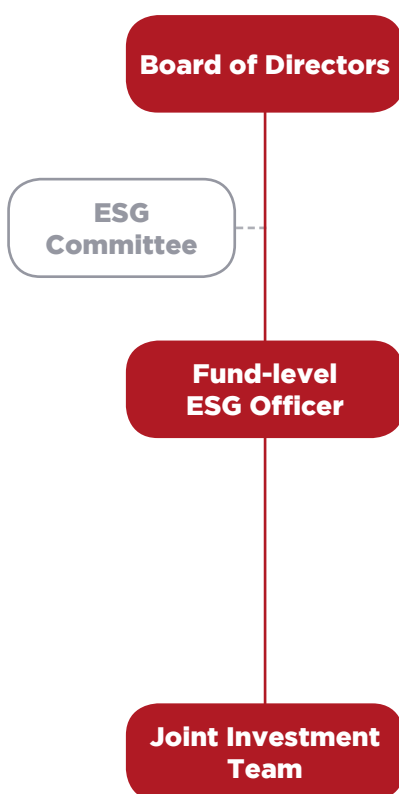 Board of Directors
ESG
Committee
Fund-level
ESG Officer
Joint Investment
Team